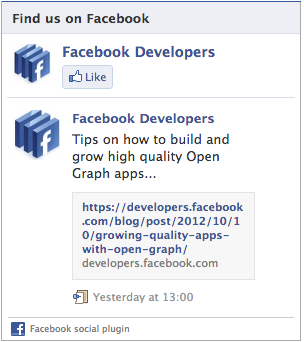 Find us on Facebook
Facebook Developers
Like
Facebook Developers
Tips on how to build and
grow high quality Open
Graph apps...
https://developers.facebook
.com/blog/post/2012/10/1
0/growing-quality-apps-
with-open-graph/
developers.facebook.com
Yesterday at 13:00
Facebook social plugin